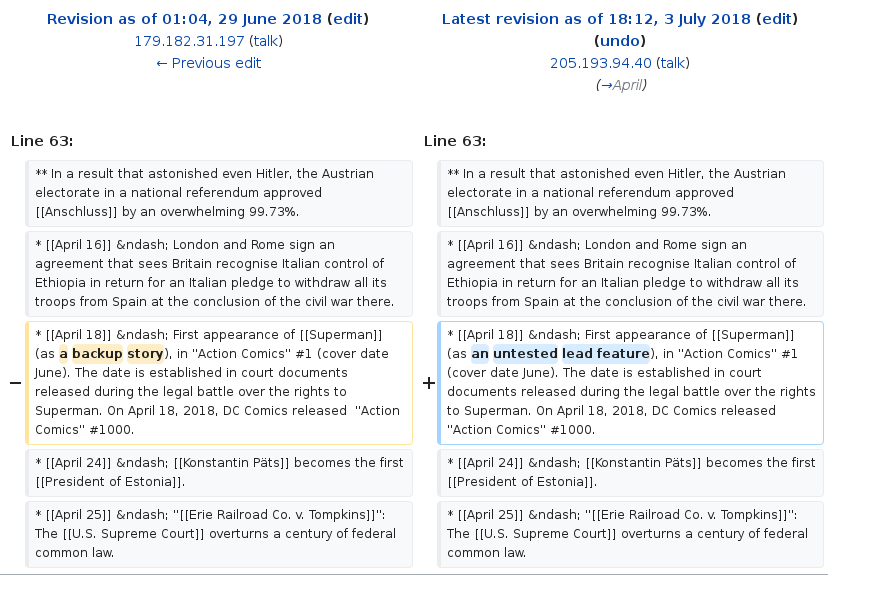 Revision as of 01:04, 29 June 2018 (edit)
179.182.31.197 (talk)
← Previous edit
Latest revision as of 18:12, 3 July 2018 (edit)
(undo)
205.193.94.40 (talk)
(→April)
Line 63:
** In a result that astonished even Hitler, the Austrian
electorate in a national referendum approved
[[Anschluss]] by an overwhelming 99.73%.
* [[April 16]] &ndash; London and Rome sign an
agreement that sees Britain recognise Italian control of
Ethiopia in return for an Italian pledge to withdraw all its
troops from Spain at the conclusion of the civil war there.
− * [[April 18]] &ndash; First appearance of [[Superman]]
(as a backup story), in ''Action Comics'' #1 (cover date
June). The date is established in court documents
released during the legal battle over the rights to
Superman. On April 18, 2018, DC Comics released  ''Action
Comics'' #1000.
* [[April 24]] &ndash; [[Konstantin Päts]] becomes the first
[[President of Estonia]].
* [[April 25]] &ndash; ''[[Erie Railroad Co. v. Tompkins]]'':
The [[U.S. Supreme Court]] overturns a century of federal
common law.
Line 63:
** In a result that astonished even Hitler, the Austrian
electorate in a national referendum approved
[[Anschluss]] by an overwhelming 99.73%.
* [[April 16]] &ndash; London and Rome sign an
agreement that sees Britain recognise Italian control of
Ethiopia in return for an Italian pledge to withdraw all its
troops from Spain at the conclusion of the civil war there.
+ * [[April 18]] &ndash; First appearance of [[Superman]]
(as an untested lead feature), in ''Action Comics'' #1
(cover date June). The date is established in court
documents released during the legal battle over the rights
to Superman. On April 18, 2018, DC Comics released
''Action Comics'' #1000.
* [[April 24]] &ndash; [[Konstantin Päts]] becomes the first
[[President of Estonia]].
* [[April 25]] &ndash; ''[[Erie Railroad Co. v. Tompkins]]'':
The [[U.S. Supreme Court]] overturns a century of federal
common law.